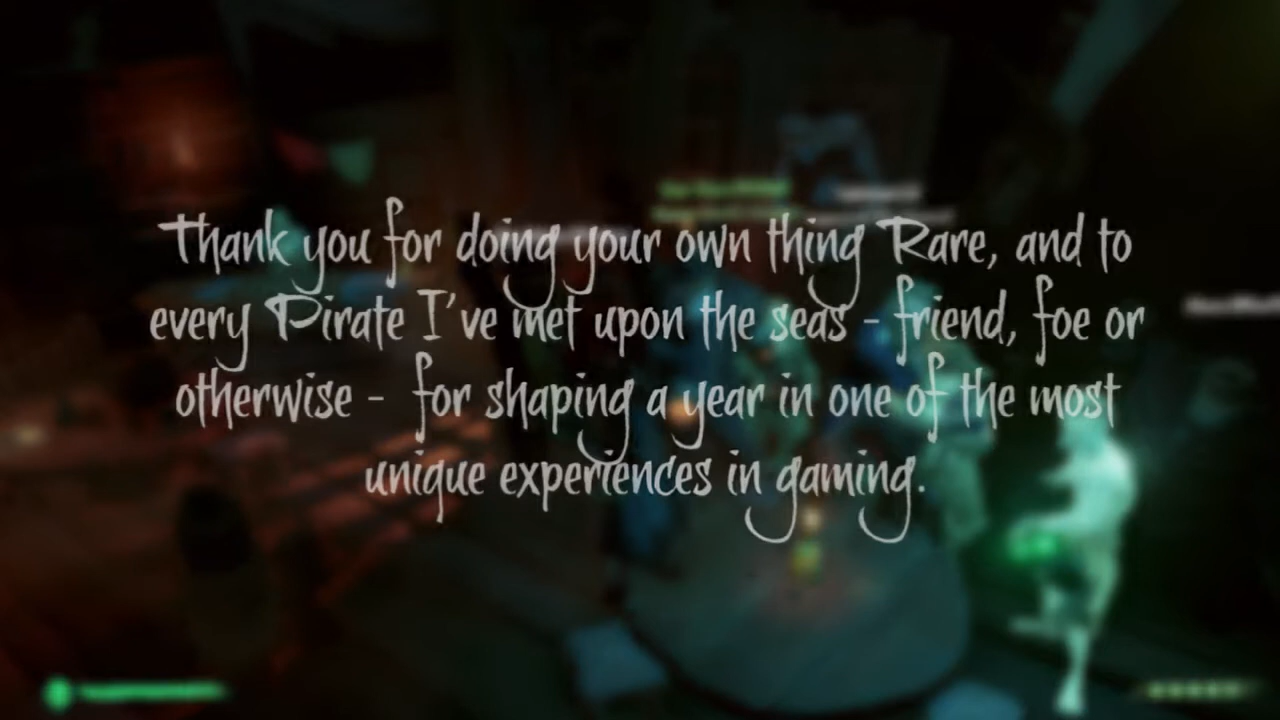 Thank you for doing your own thing Rare, and to
every Pirate I've met upon the seas - friend, foe or
otherwise - for shaping a year in one of the most
unique experiences in gaming.